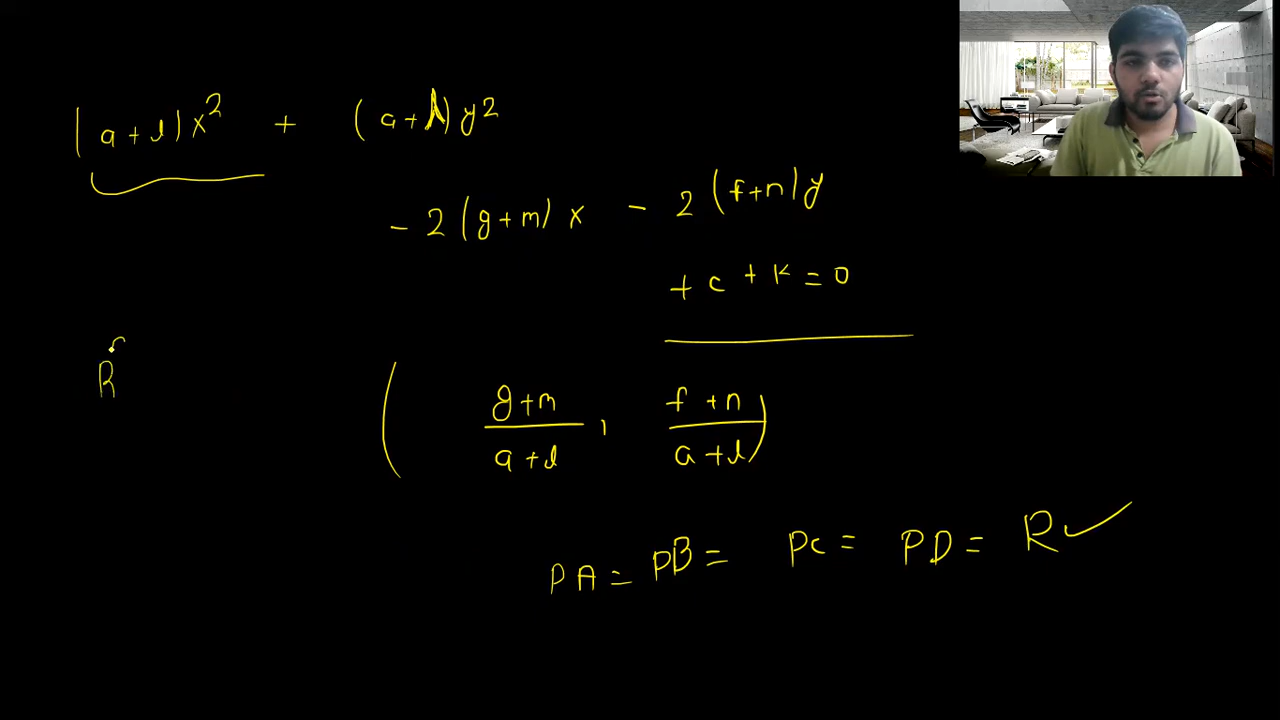 (a+l)x² + (a+λ)y²
- 2(g+m)x - 2(f+n)y
+ c + K = 0
R
( g+m / a+l , f+n / a+l )
PA = PB = PC = PD = R ✓